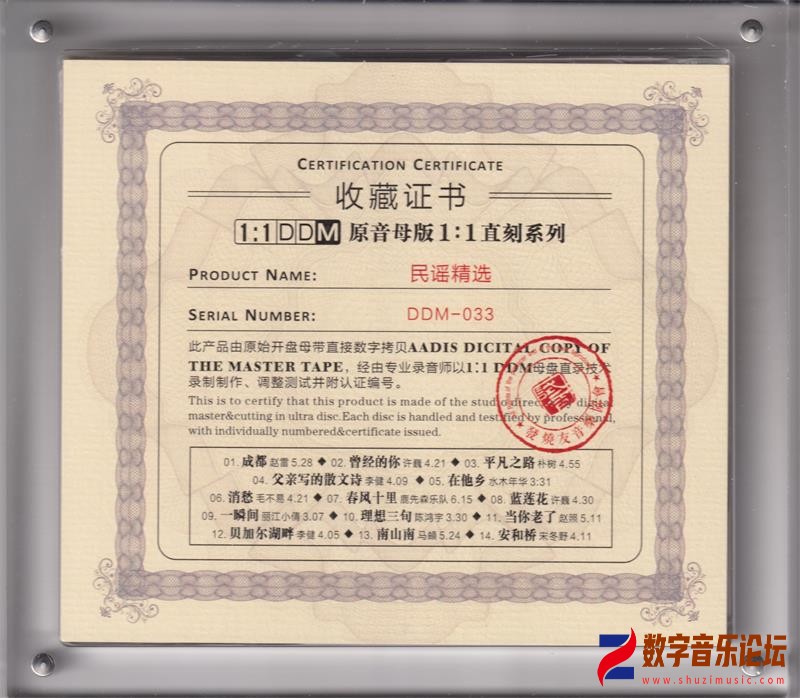 CERTIFICATION CERTIFICATE
收藏证书
1:1DDM 原音母版1:1直刻系列
PRODUCT NAME: 民谣精选
SERIAL NUMBER: DDM-033
此产品由原始开盘母带直接数字拷贝AADIS DICITAL COPY OF
THE MASTER TAPE，经由专业录音师以1:1 DDM母盘直录技术
录制制作、调整测试并附认证编号。
This is to certify that this product is made of the studio direct digital
master&cutting in ultra disc.Each disc is handled and testified by professional,
with individually numbered&certificate issued.
01. 成都 赵雷 5.28 ◆ 02. 曾经的你 许巍 4.21 ◆ 03. 平凡之路 朴树 4.55
04. 父亲写的散文诗 李健 4.09 ◆ 05. 在他乡 水木年华 3:31
06. 消愁 毛不易 4.21 ◆ 07. 春风十里 鹿先森乐队 6.15 ◆ 08. 蓝莲花 许巍 4.30
09. 一瞬间 丽江小倩 3.07 ◆ 10. 理想三旬 陈鸿宇 3.30 ◆ 11. 当你老了 赵照 5.11
12. 贝加尔湖畔 李健 4.05 ◆ 13. 南山南 马頔 5.24 ◆ 14. 安和桥 宋冬野 4.11
發燒友音樂
数字音乐论坛
www.shuzimusic.com